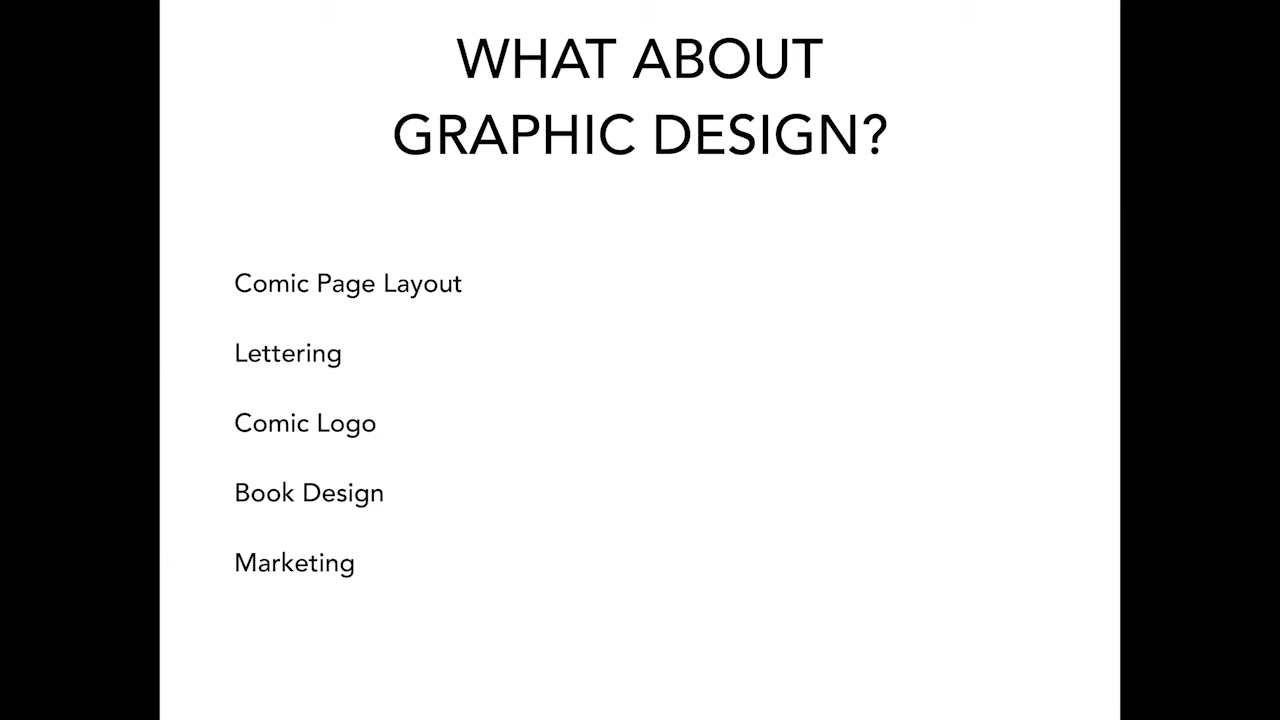 WHAT ABOUT
GRAPHIC DESIGN?
Comic Page Layout
Lettering
Comic Logo
Book Design
Marketing